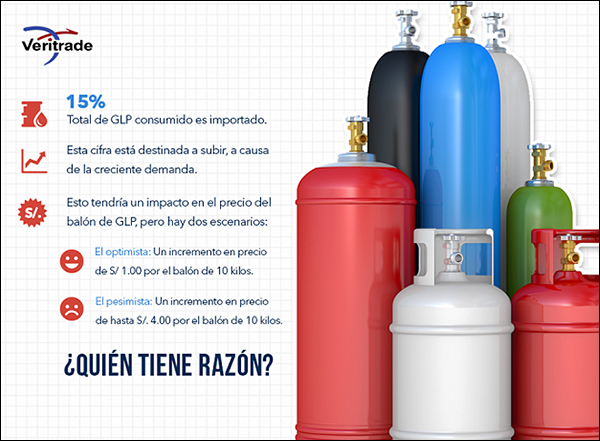 Veritrade
15%
Total de GLP consumido es importado.
Esta cifra está destinada a subir, a causa
de la creciente demanda.
S/.
Esto tendría un impacto en el precio del
balón de GLP, pero hay dos escenarios:
El optimista: Un incremento en precio
de S/ 1.00 por el balón de 10 kilos.
El pesimista: Un incremento en precio
de hasta S/. 4.00 por el balón de 10 kilos.
¿QUIÉN TIENE RAZÓN?